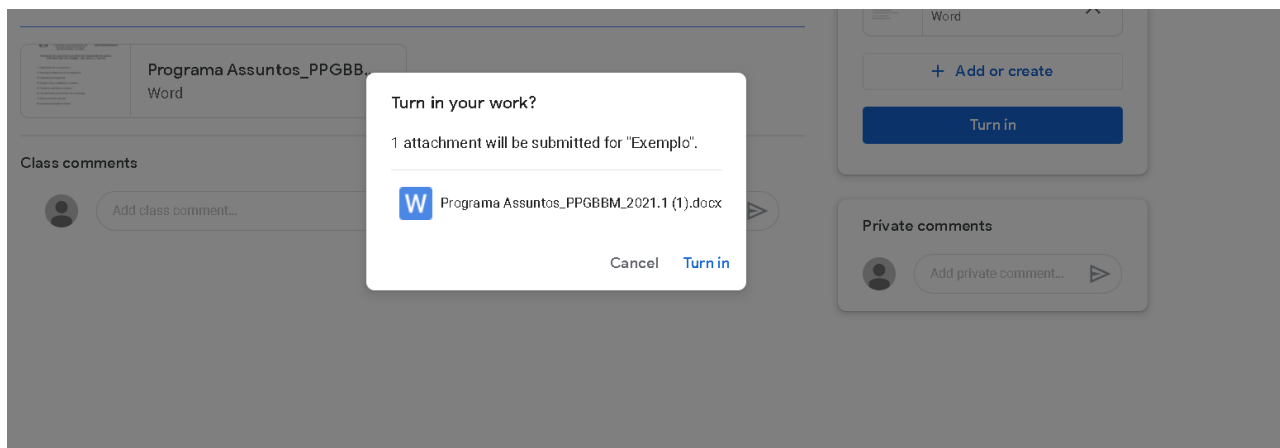 Word
Programa Assuntos_PPGBB...
Word
Add or create
Turn in
Turn in your work?
1 attachment will be submitted for "Exemplo".
W
Programa Assuntos_PPGBBM_2021.1 (1).docx
Cancel
Turn in
Class comments
Add class comment...
Private comments
Add private comment...